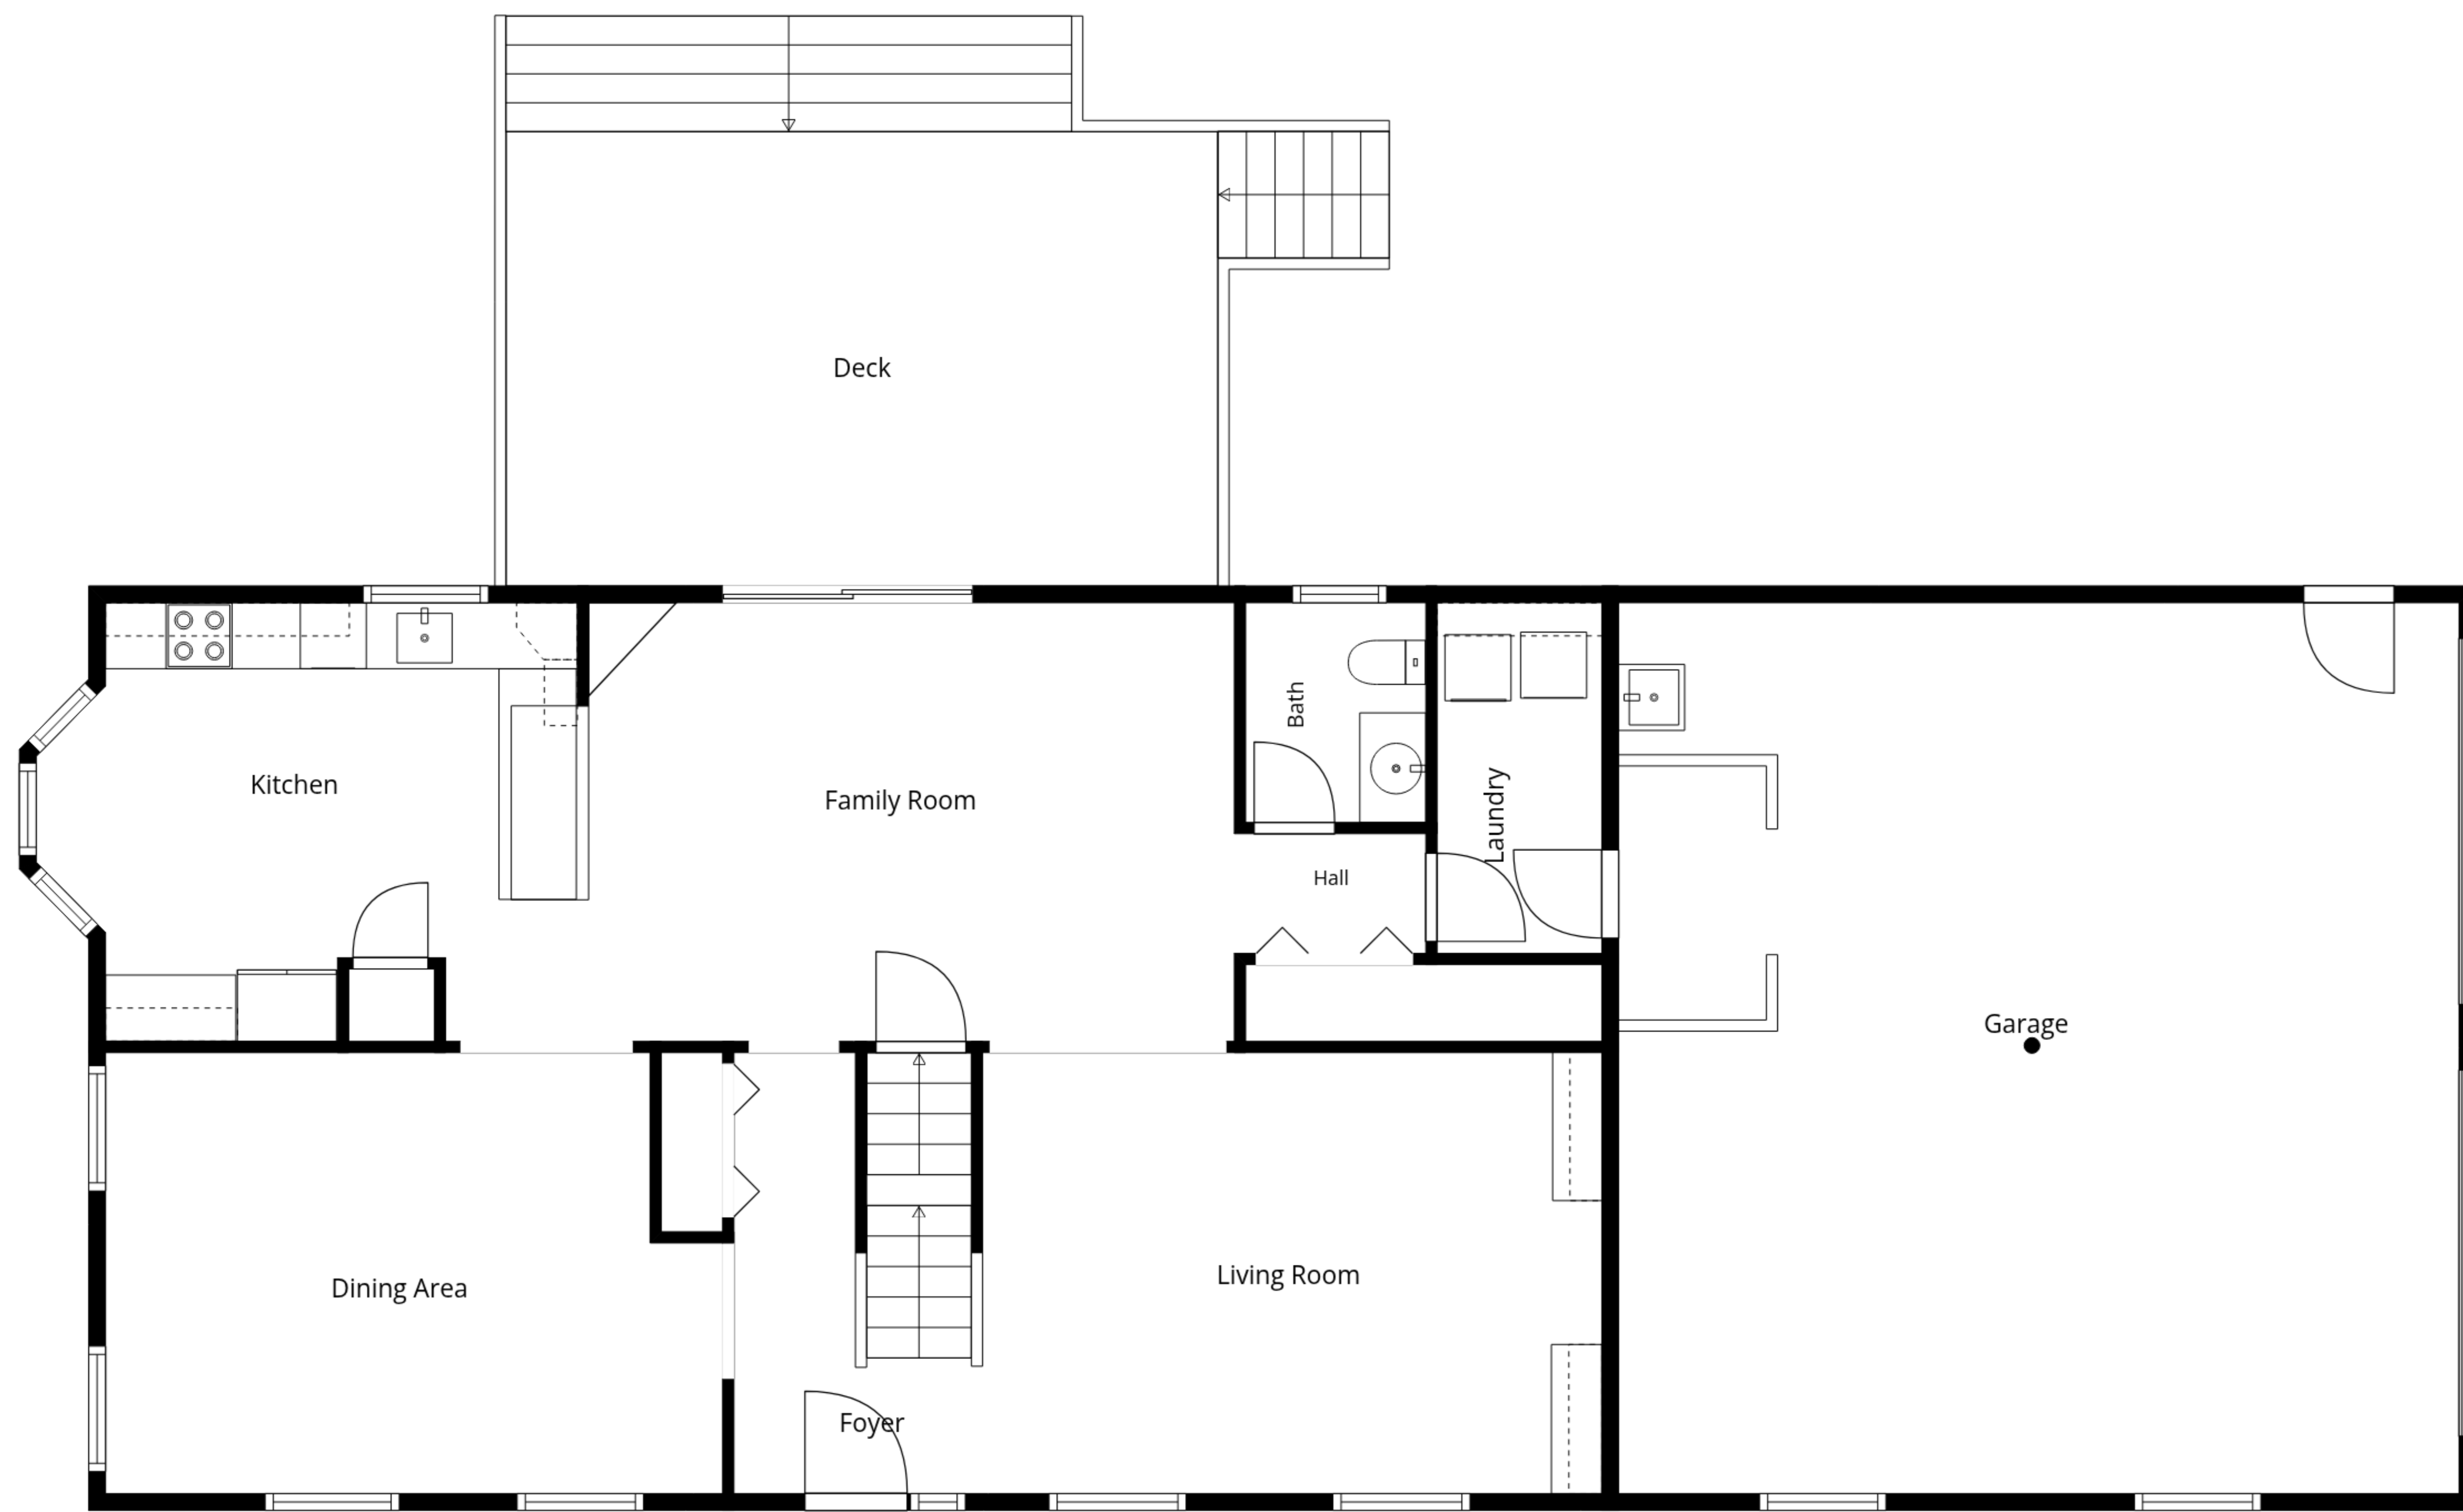 Deck
Kitchen
Family Room
Bath
Laundry
Hall
Garage
Dining Area
Living Room
Foyer